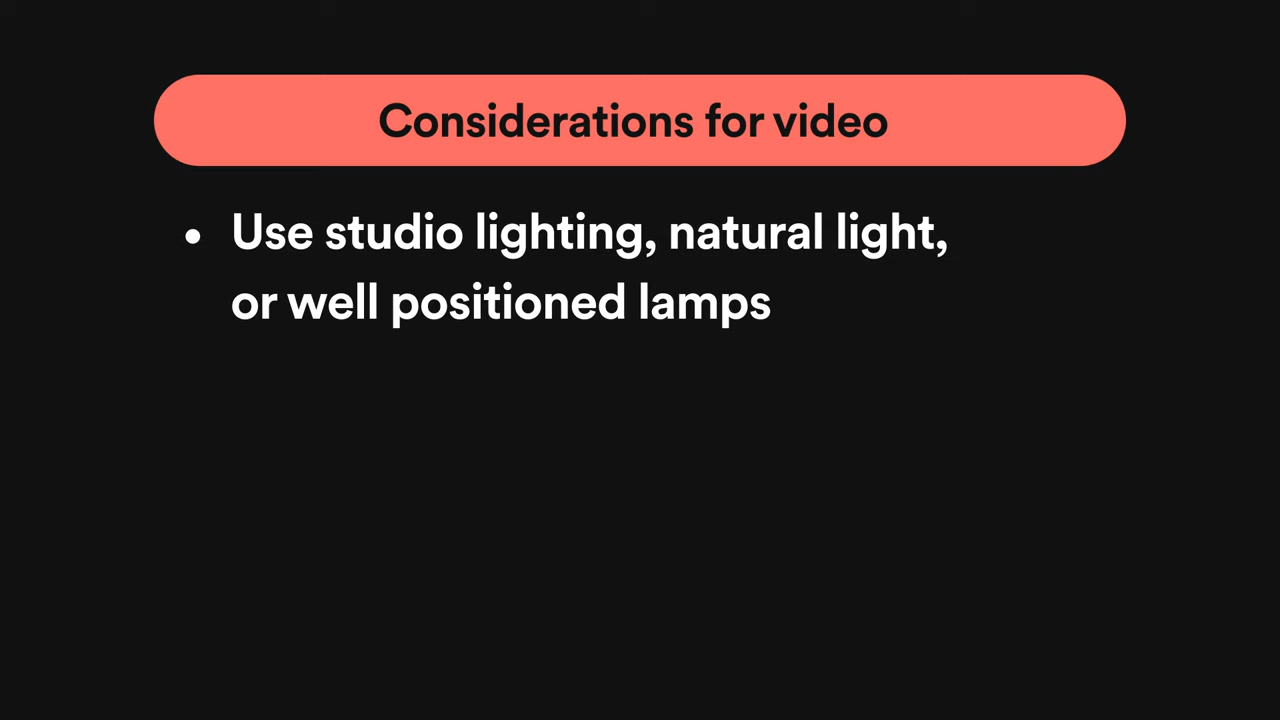 Considerations for video
• Use studio lighting, natural light,
or well positioned lamps